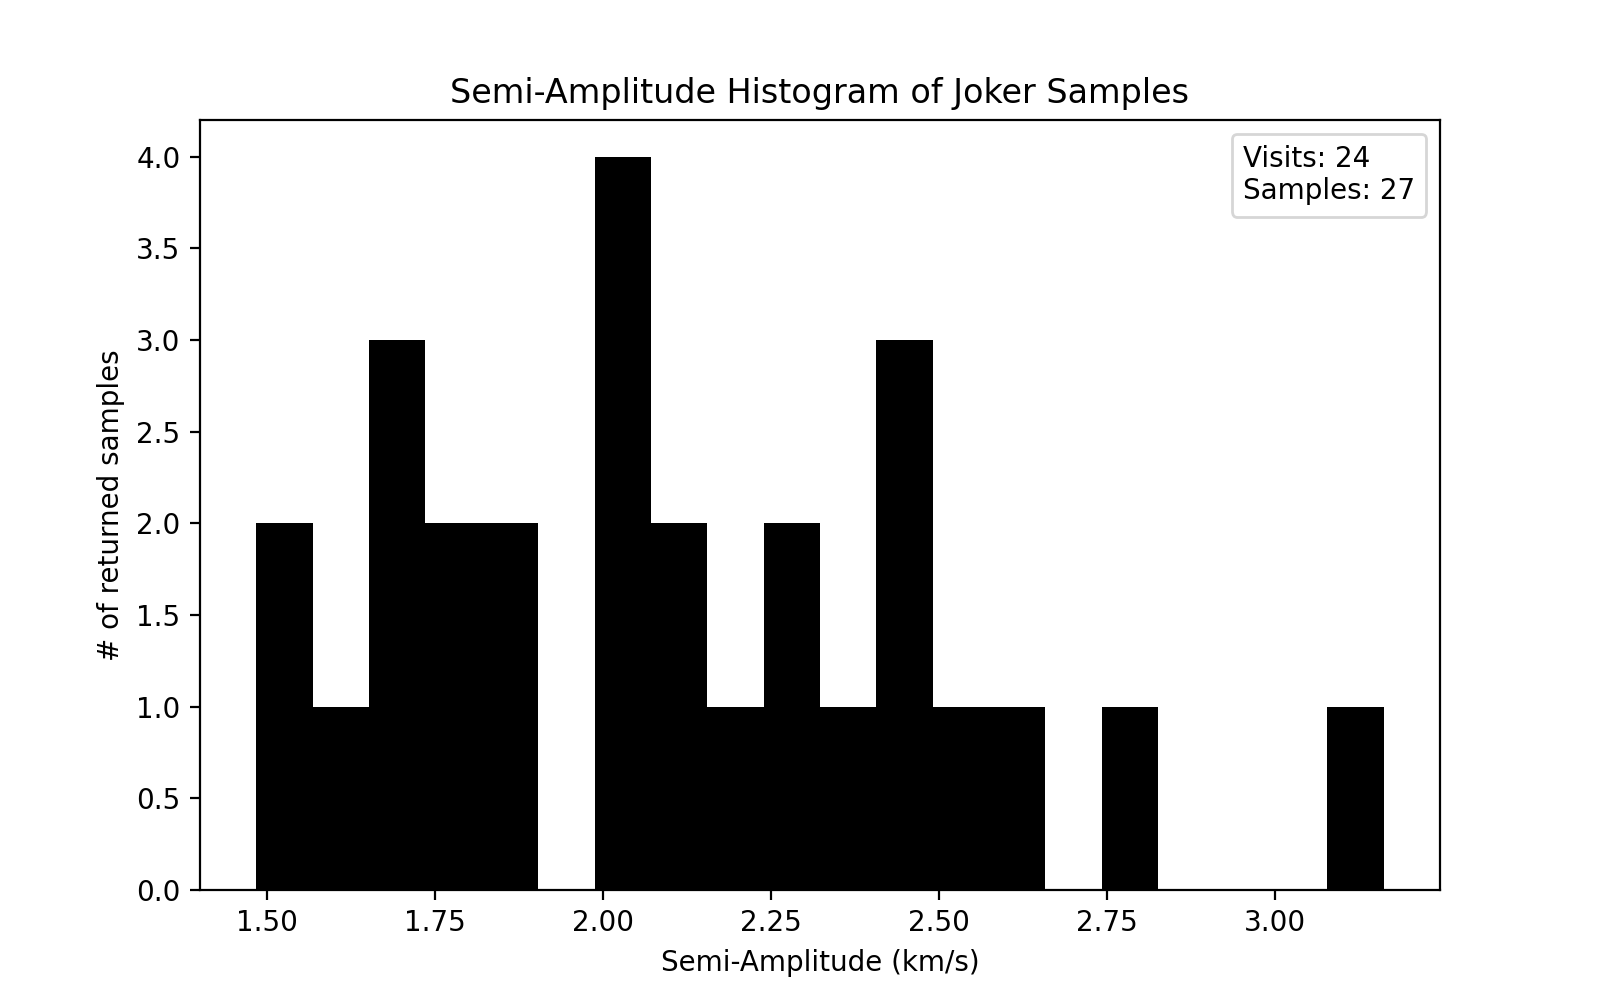 Semi-Amplitude Histogram of Joker Samples
Visits: 24
Samples: 27
4.0
3.5
3.0
2.5
2.0
1.5
1.0
0.5
0.0
# of returned samples
1.50 1.75 2.00 2.25 2.50 2.75 3.00
Semi-Amplitude (km/s)